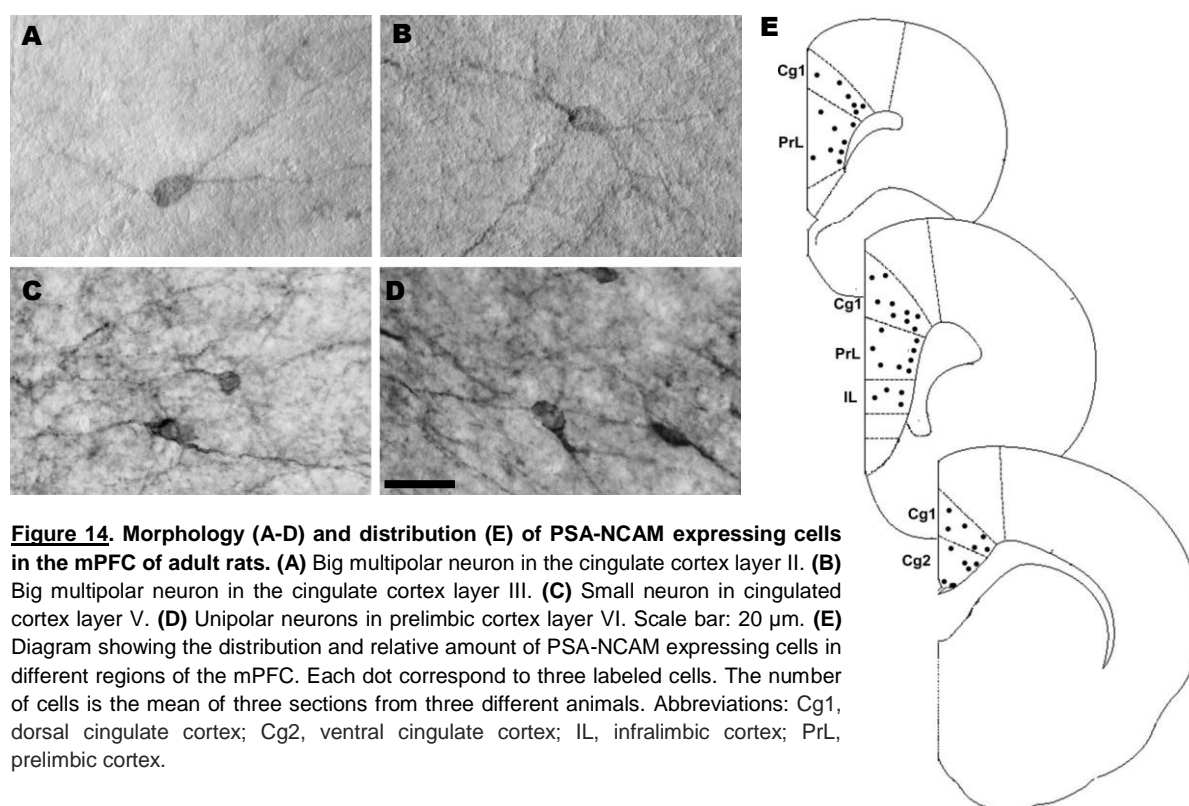 A
B
E
Cg1
PrL
C
D
Cg1
PrL
IL
Cg1
Cg2
Figure 14. Morphology (A-D) and distribution (E) of PSA-NCAM expressing cells
in the mPFC of adult rats. (A) Big multipolar neuron in the cingulate cortex layer II. (B)
Big multipolar neuron in the cingulate cortex layer III. (C) Small neuron in cingulated
cortex layer V. (D) Unipolar neurons in prelimbic cortex layer VI. Scale bar: 20 µm. (E)
Diagram showing the distribution and relative amount of PSA-NCAM expressing cells in
different regions of the mPFC. Each dot correspond to three labeled cells. The number
of cells is the mean of three sections from three different animals. Abbreviations: Cg1,
dorsal cingulate cortex; Cg2, ventral cingulate cortex; IL, infralimbic cortex; PrL,
prelimbic cortex.